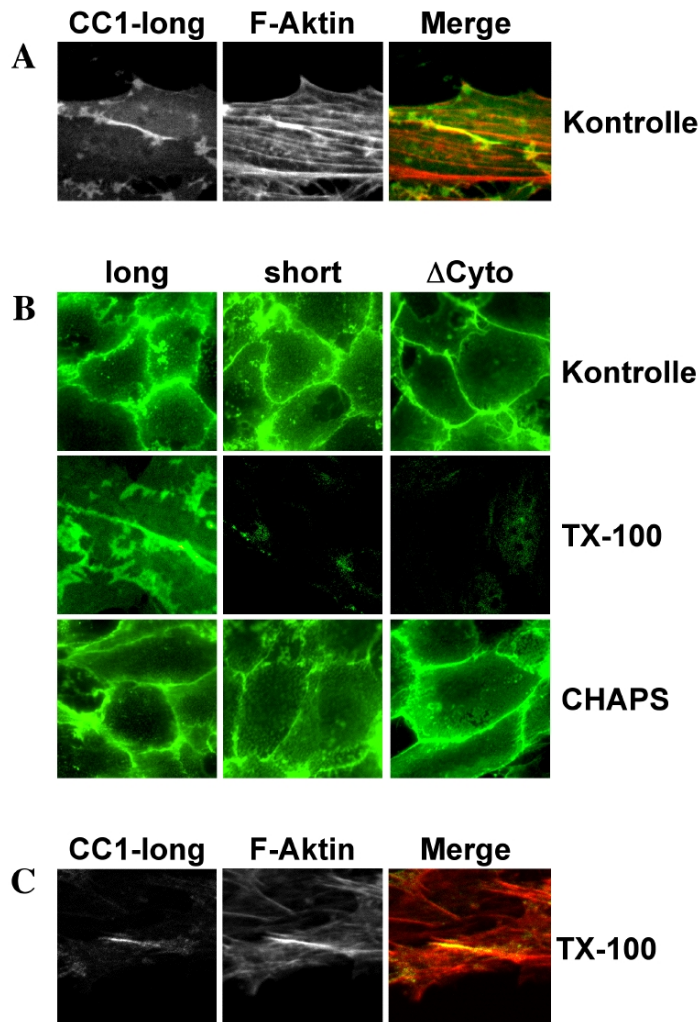 CC1-long F-Aktin Merge
A
Kontrolle
long short ΔCyto
B
Kontrolle
TX-100
CHAPS
CC1-long F-Aktin Merge
C
TX-100